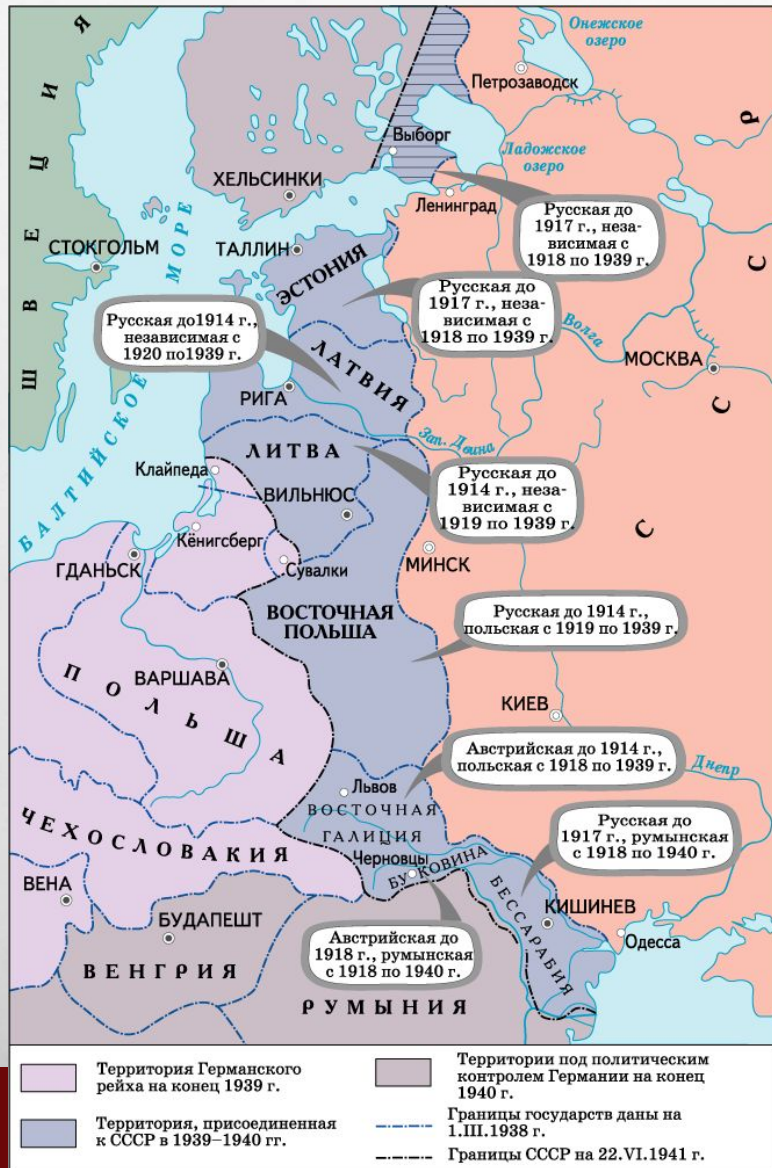 Онежское
озеро
Петрозаводск
Выборг
Ладожское
озеро
ХЕЛЬСИНКИ
Ленинград
Русская до
1917 г., неза-
висимая с
1918 по 1939 г.
ШВЕЦИЯ
СТОКГОЛЬМ
ТАЛЛИН
ЭСТОНИЯ
Русская до
1917 г., неза-
висимая с
1918 по 1939 г.
Русская до1914 г.,
независимая с
1920 по1939 г.
Волга
МОСКВА
СССР
ЛАТВИЯ
РИГА
БАЛТИЙСКОЕ МОРЕ
Зап. Двина
ЛИТВА
Клайпеда
ВИЛЬНЮС
Русская до
1914 г., неза-
висимая с
1919 по 1939 г.
Кёнигсберг
ГДАНЬСК
Сувалки
МИНСК
ВОСТОЧНАЯ
ПОЛЬША
Русская до 1914 г.,
польская с 1919 по 1939 г.
ВАРШАВА
ПОЛЬША
КИЕВ
Австрийская до 1914 г.,
польская с 1918 по 1939 г.
Днепр
Львов
ВОСТОЧНАЯ
ГАЛИЦИЯ
Русская до
1917 г., румынская
с 1918 по 1940 г.
ЧЕХОСЛОВАКИЯ
Черновцы
БУКОВИНА
ВЕНА
БЕССАРАБИЯ
КИШИНЕВ
Одесса
БУДАПЕШТ
Австрийская до
1918 г., румынская
с 1918 по 1940 г.
ВЕНГРИЯ
РУМЫНИЯ
Территория Германского
рейха на конец 1939 г.
Территория, присоединенная
к СССР в 1939–1940 гг.
Территории под политическим
контролем Германии на конец
1940 г.
Границы государств даны на
1.III.1938 г.
Границы СССР на 22.VI.1941 г.